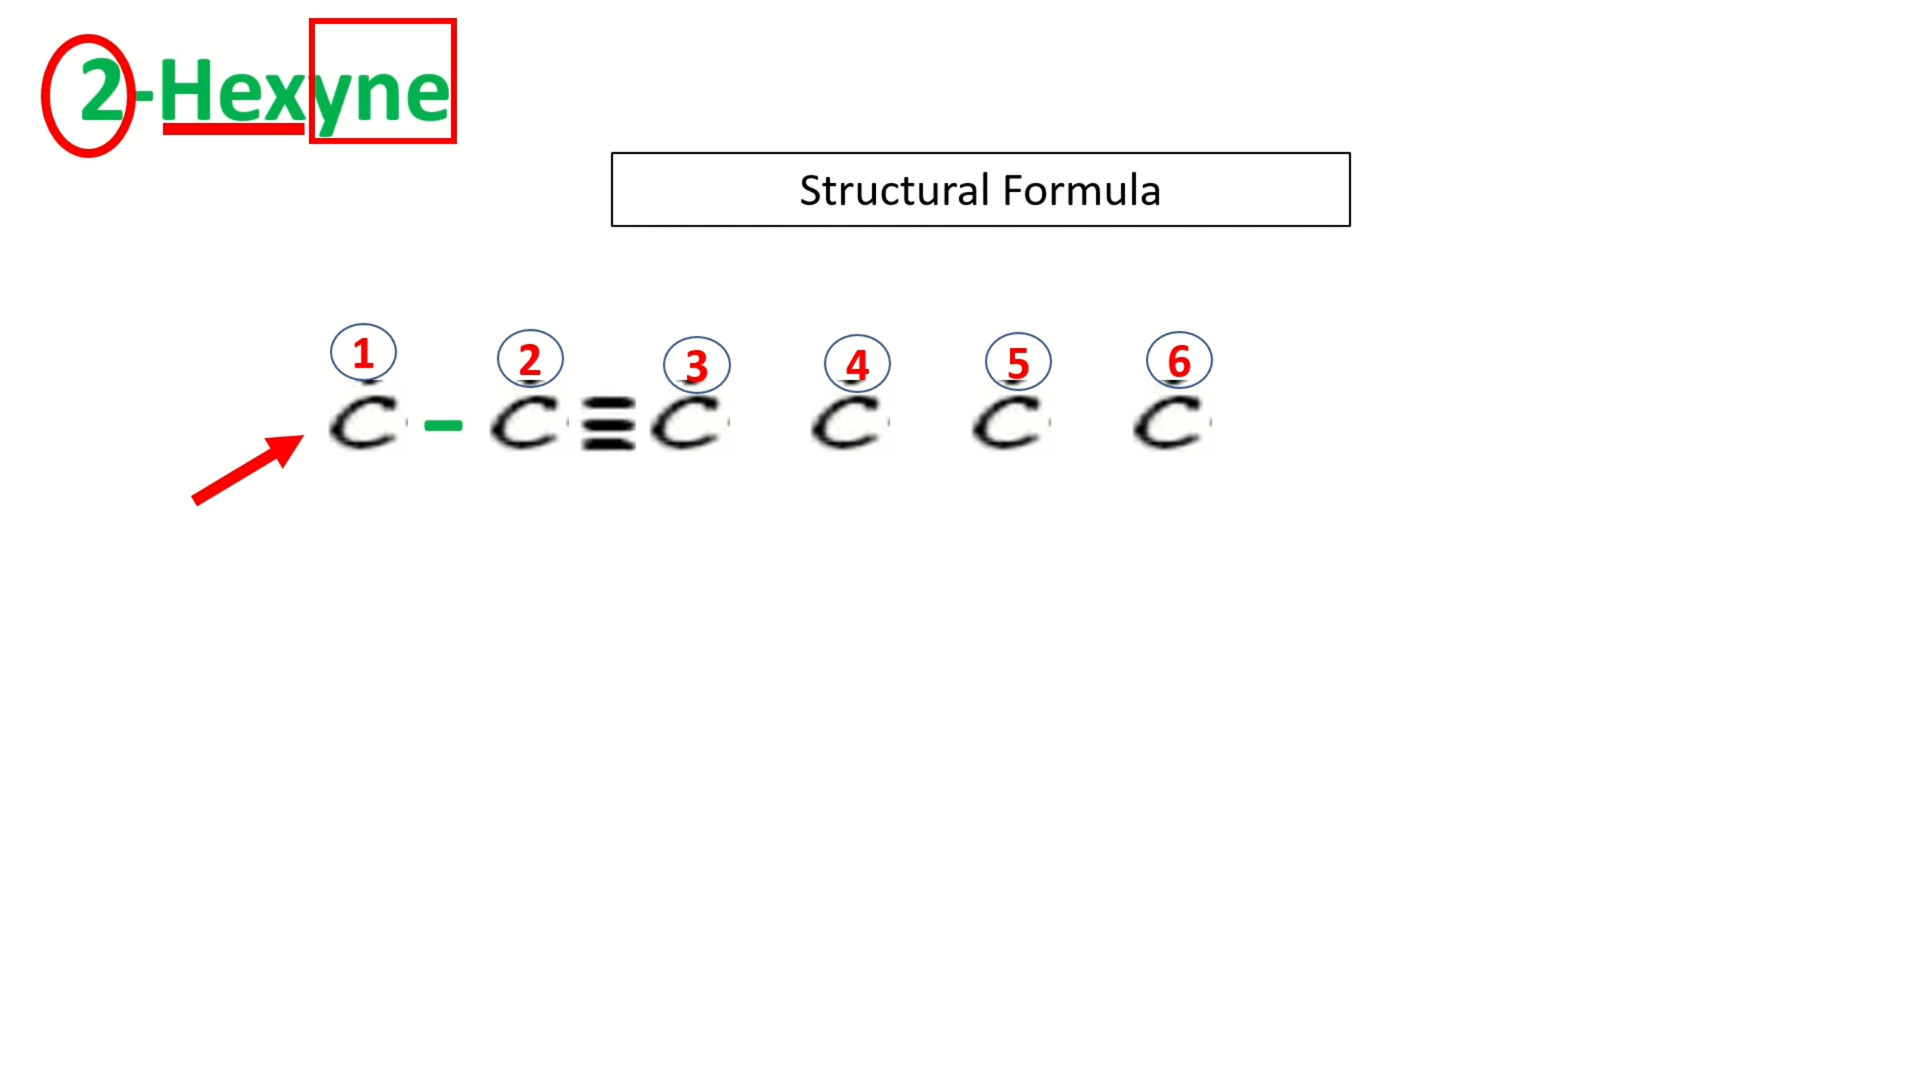 2-Hexyne
Structural Formula
1 2 3 4 5 6
C - C ≡ C C C C